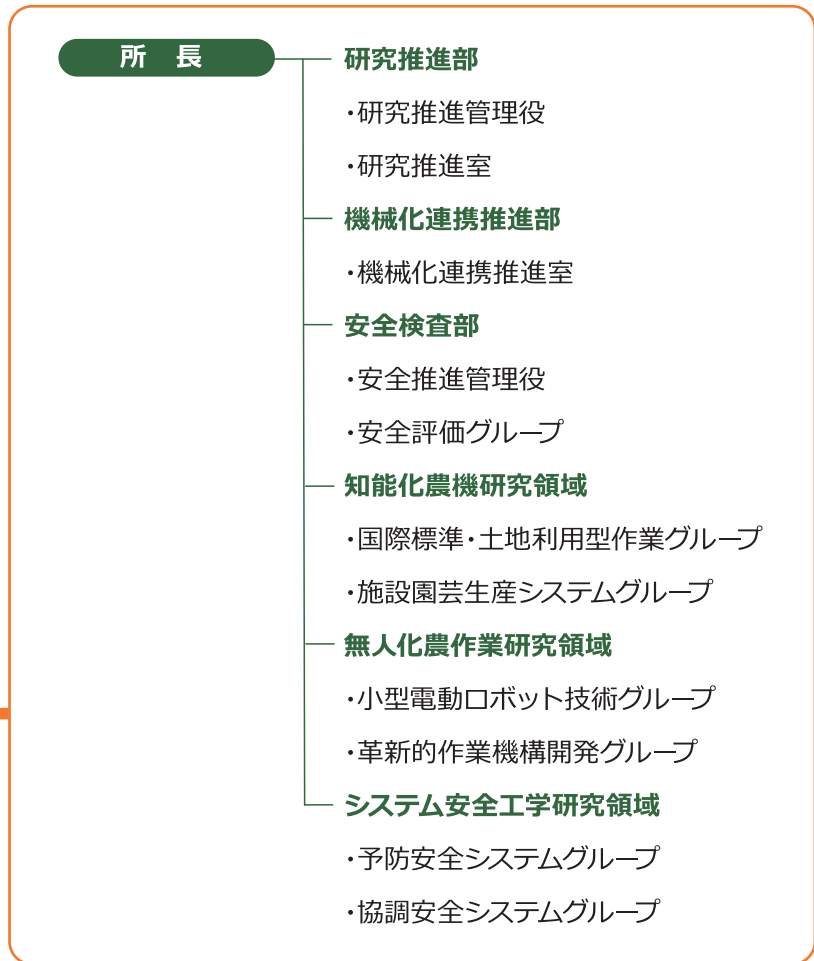 所 長
研究推進部
・研究推進管理役
・研究推進室
機械化連携推進部
・機械化連携推進室
安全検査部
・安全推進管理役
・安全評価グループ
知能化農機研究領域
・国際標準・土地利用型作業グループ
・施設園芸生産システムグループ
無人化農作業研究領域
・小型電動ロボット技術グループ
・革新的作業機構開発グループ
システム安全工学研究領域
・予防安全システムグループ
・協調安全システムグループ